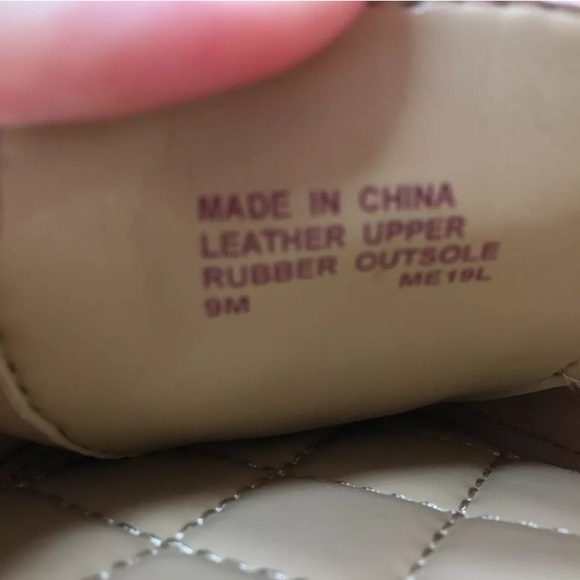 MADE IN CHINA
LEATHER UPPER
RUBBER OUTSOLE
9M ME19L